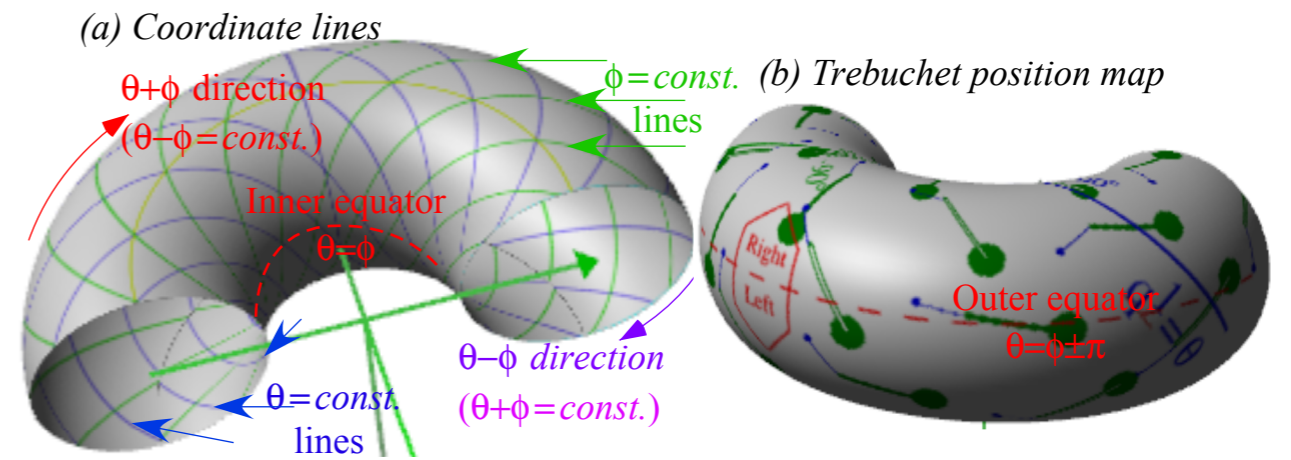 (a) Coordinate lines
θ+φ direction
(θ−φ=const.)
φ=const.
lines
Inner equator
θ=φ
θ=const.
lines
θ−φ direction
(θ+φ=const.)
(b) Trebuchet position map
Right
Left
Outer equator
θ=φ±π